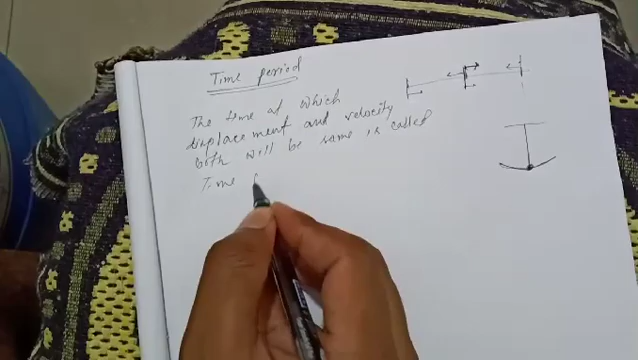 Time period
The time at which
displacement and velocity
both will be same is called
Time